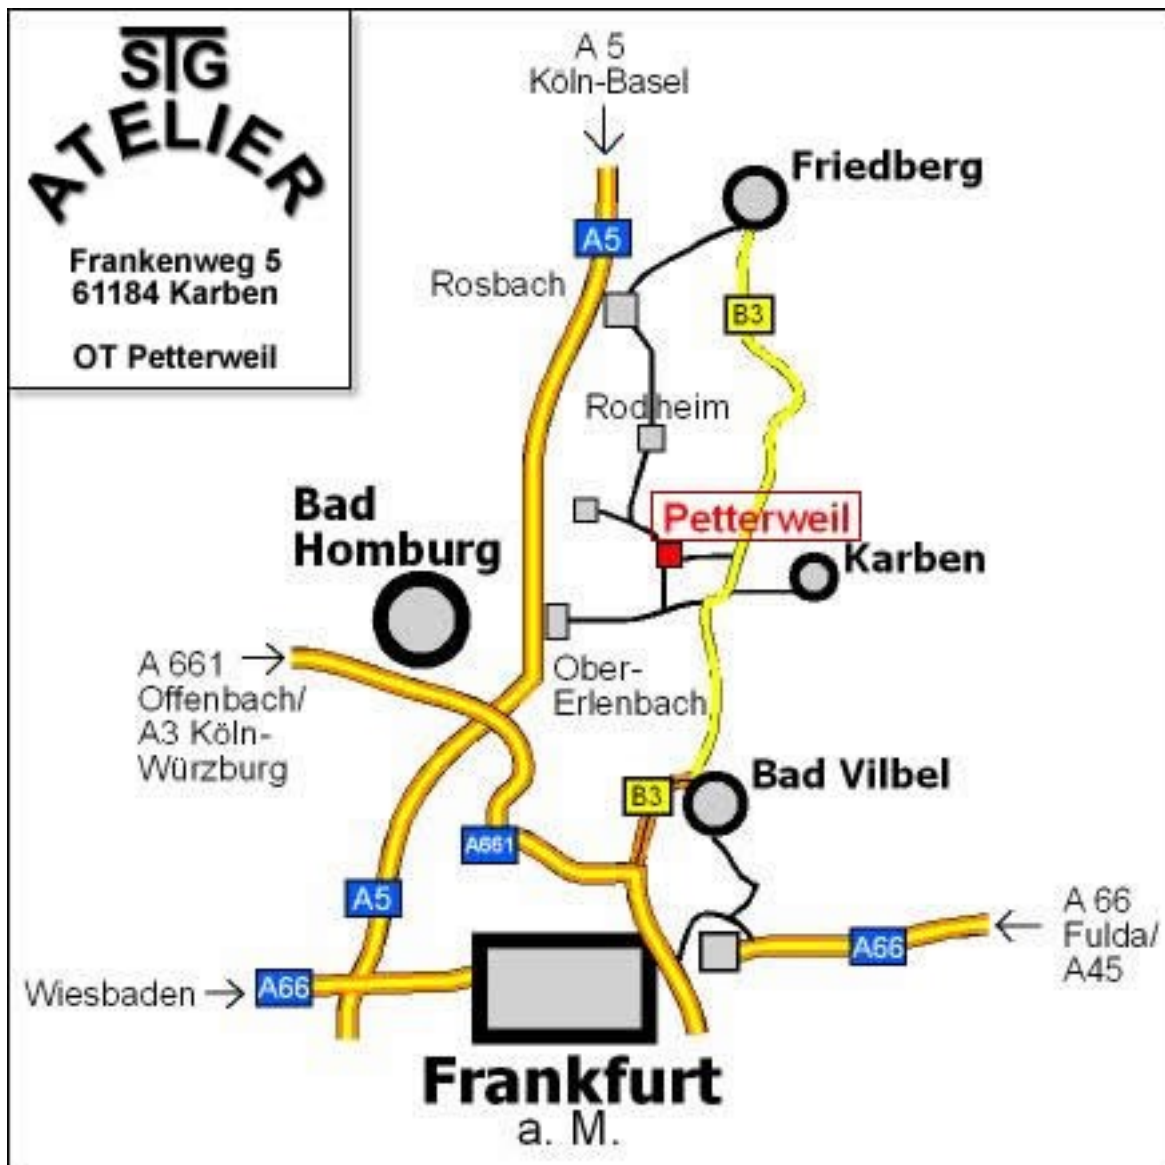 STG
ATELIER
Frankenweg 5
61184 Karben
OT Petterweil
A 5
Köln-Basel
Friedberg
A5
Rosbach
B3
Rodheim
Bad
Homburg
Petterweil
Karben
A 661
Offenbach/
A3 Köln-
Würzburg
Ober-
Erlenbach
Bad Vilbel
B3
A661
A5
A 66
Fulda/
A45
A66
Wiesbaden
A66
Frankfurt
a. M.